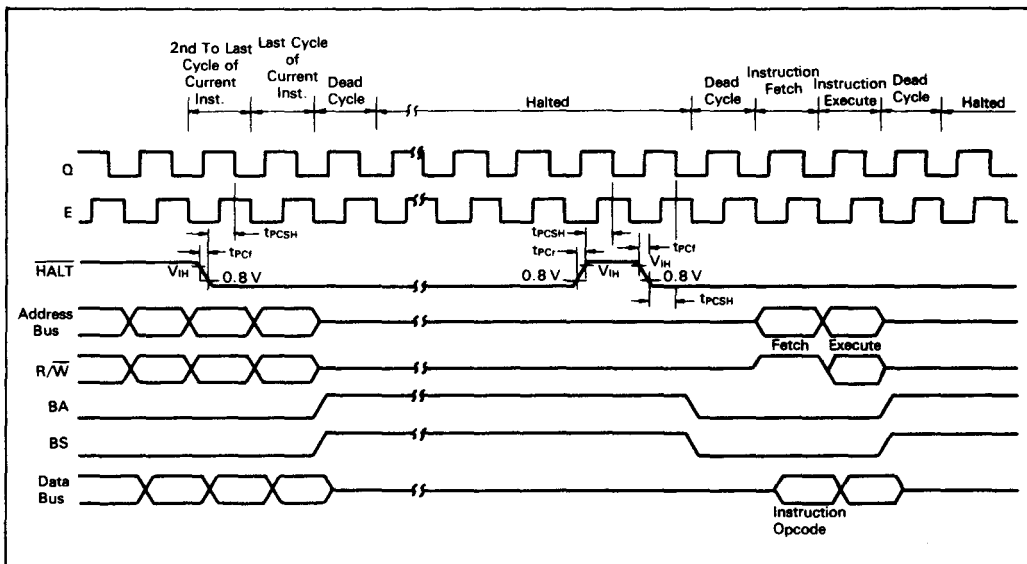 2nd To Last
Cycle of
Current
Inst.
Last Cycle
of
Current
Inst.
Dead
Cycle
Halted
Dead
Cycle
Instruction
Fetch
Instruction
Execute
Dead
Cycle
Halted
Q
E
tPCSH
tPCf
tPCSH
tPCr
tPCf
HALT
VIH
0.8 V
0.8 V
VIH
VIH
0.8 V
tPCSH
Address
Bus
Fetch
Execute
R/W
BA
BS
Data
Bus
Instruction
Opcode